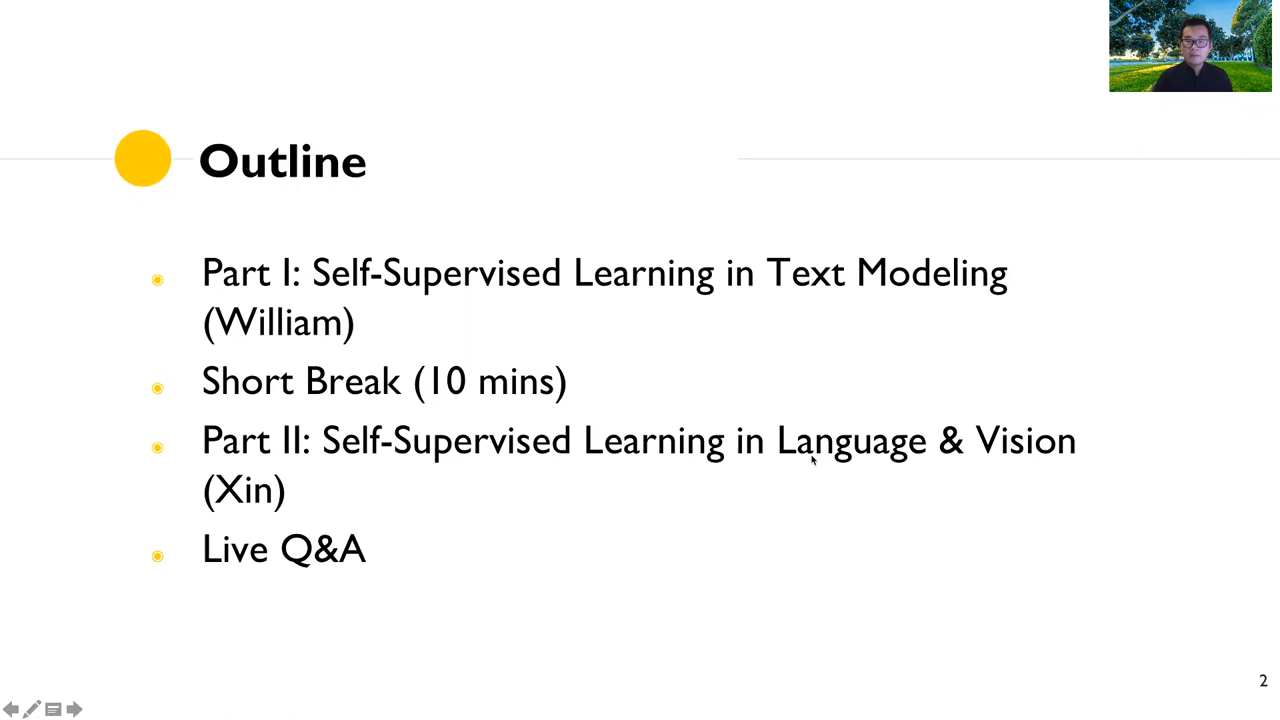 Outline
Part I: Self-Supervised Learning in Text Modeling
(William)
Short Break (10 mins)
Part II: Self-Supervised Learning in Language & Vision
(Xin)
Live Q&A
2